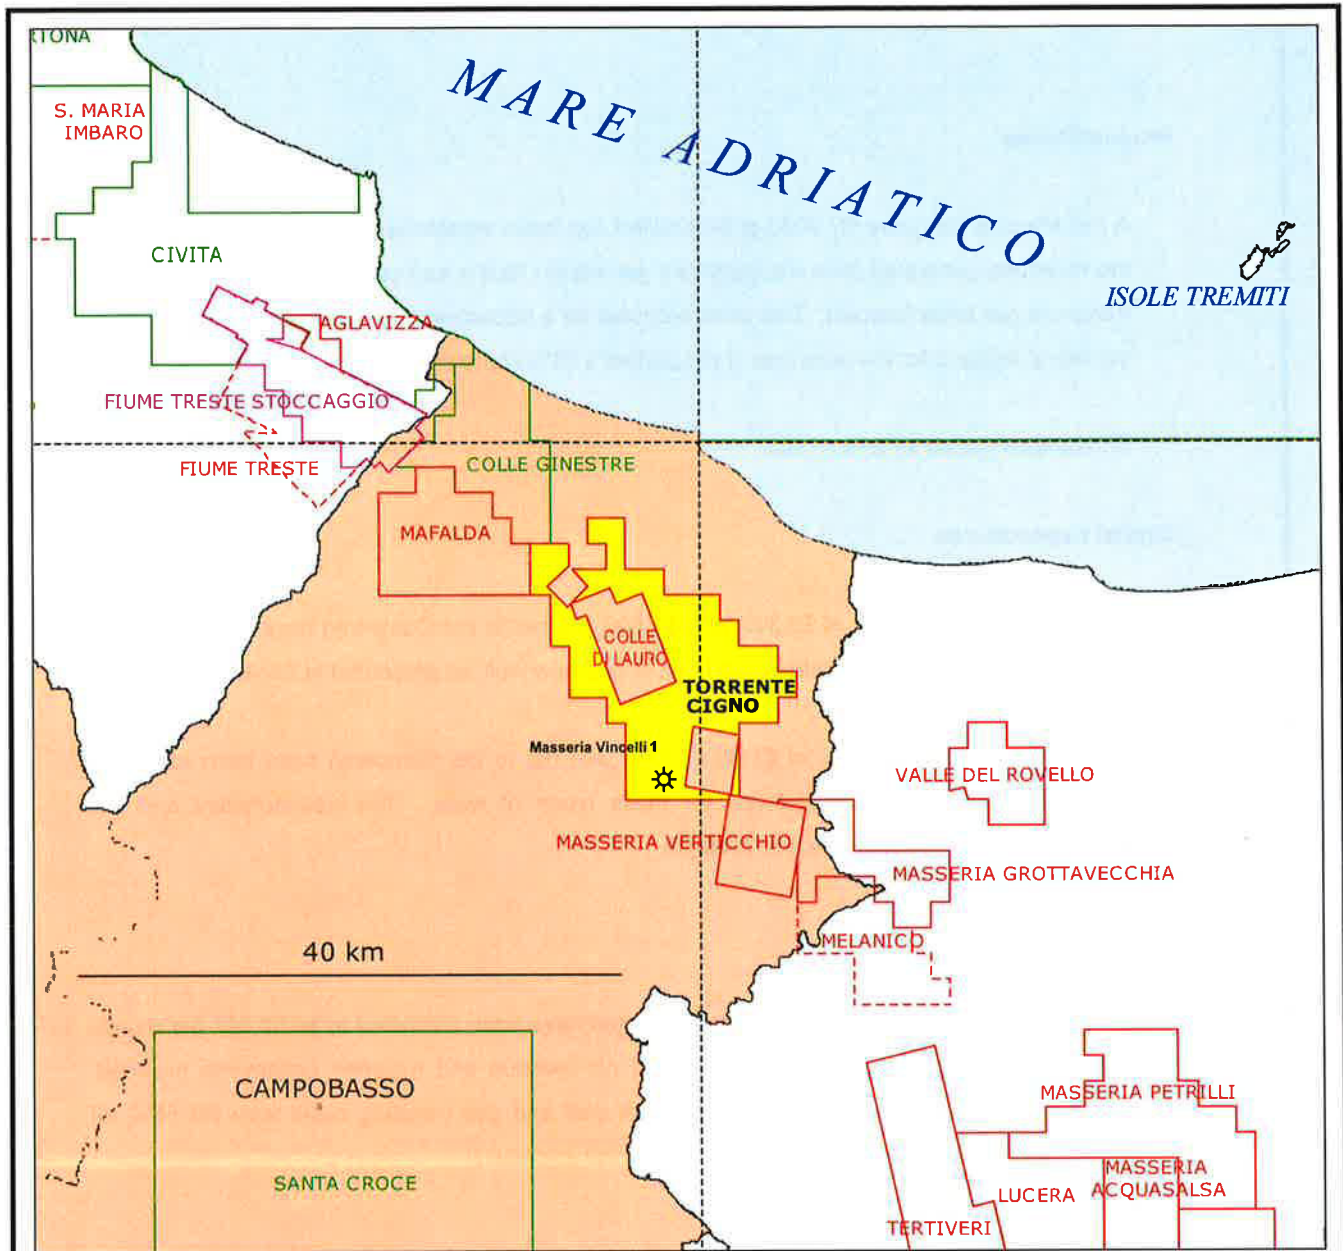 RTONA
S. MARIA
IMBARO
MARE ADRIATICO
CIVITA
ISOLE TREMITI
AGLAVIZZA
FIUME TRESTE STOCCAGGIO
FIUME TRESTE
COLLE GINESTRE
MAFALDA
COLLE
DI LAURO
TORRENTE
CIGNO
Masseria Vincelli 1
VALLE DEL ROVELLO
MASSERIA VERTICCHIO
MASSERIA GROTTAVECCHIA
MELANICO
40 km
CAMPOBASSO
MASSERIA PETRILLI
SANTA CROCE
MASSERIA
ACQUASALSA
LUCERA
TERTIVERI